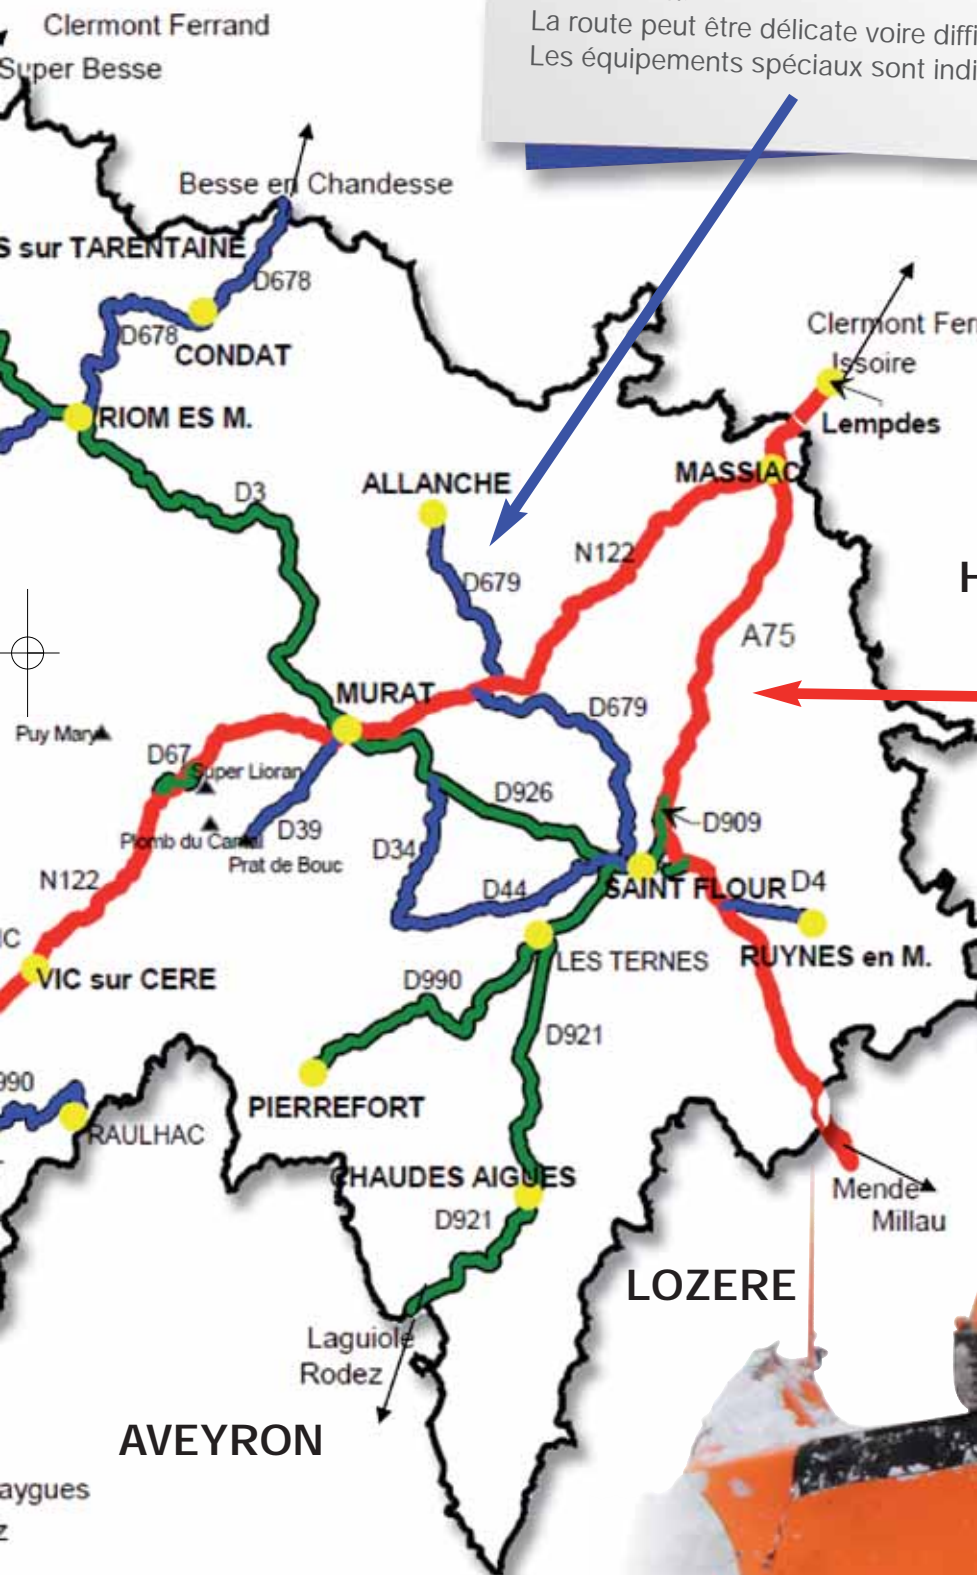 Clermont Ferrand
Super Besse
La route peut être délicate voire diffi
Les équipements spéciaux sont indi
Besse en Chandesse
S sur TARENTAINE
D678
D678
CONDAT
Clermont Ferr
Issoire
Lempdes
RIOM ES M.
MASSIAC
ALLANCHE
D3
N122
D679
H
A75
MURAT
D679
Puy Mary
D67
Super Lioran
D926
D909
Plomb du Cantal
D39
Prat de Bouc
D34
N122
D44
SAINT FLOUR
D4
IC
VIC sur CERE
LES TERNES
RUYNES en M.
D990
D921
990
PIERREFORT
RAULHAC
CHAUDES AIGUES
Mende
Millau
D921
LOZERE
Laguiole
Rodez
AVEYRON
aygues
z